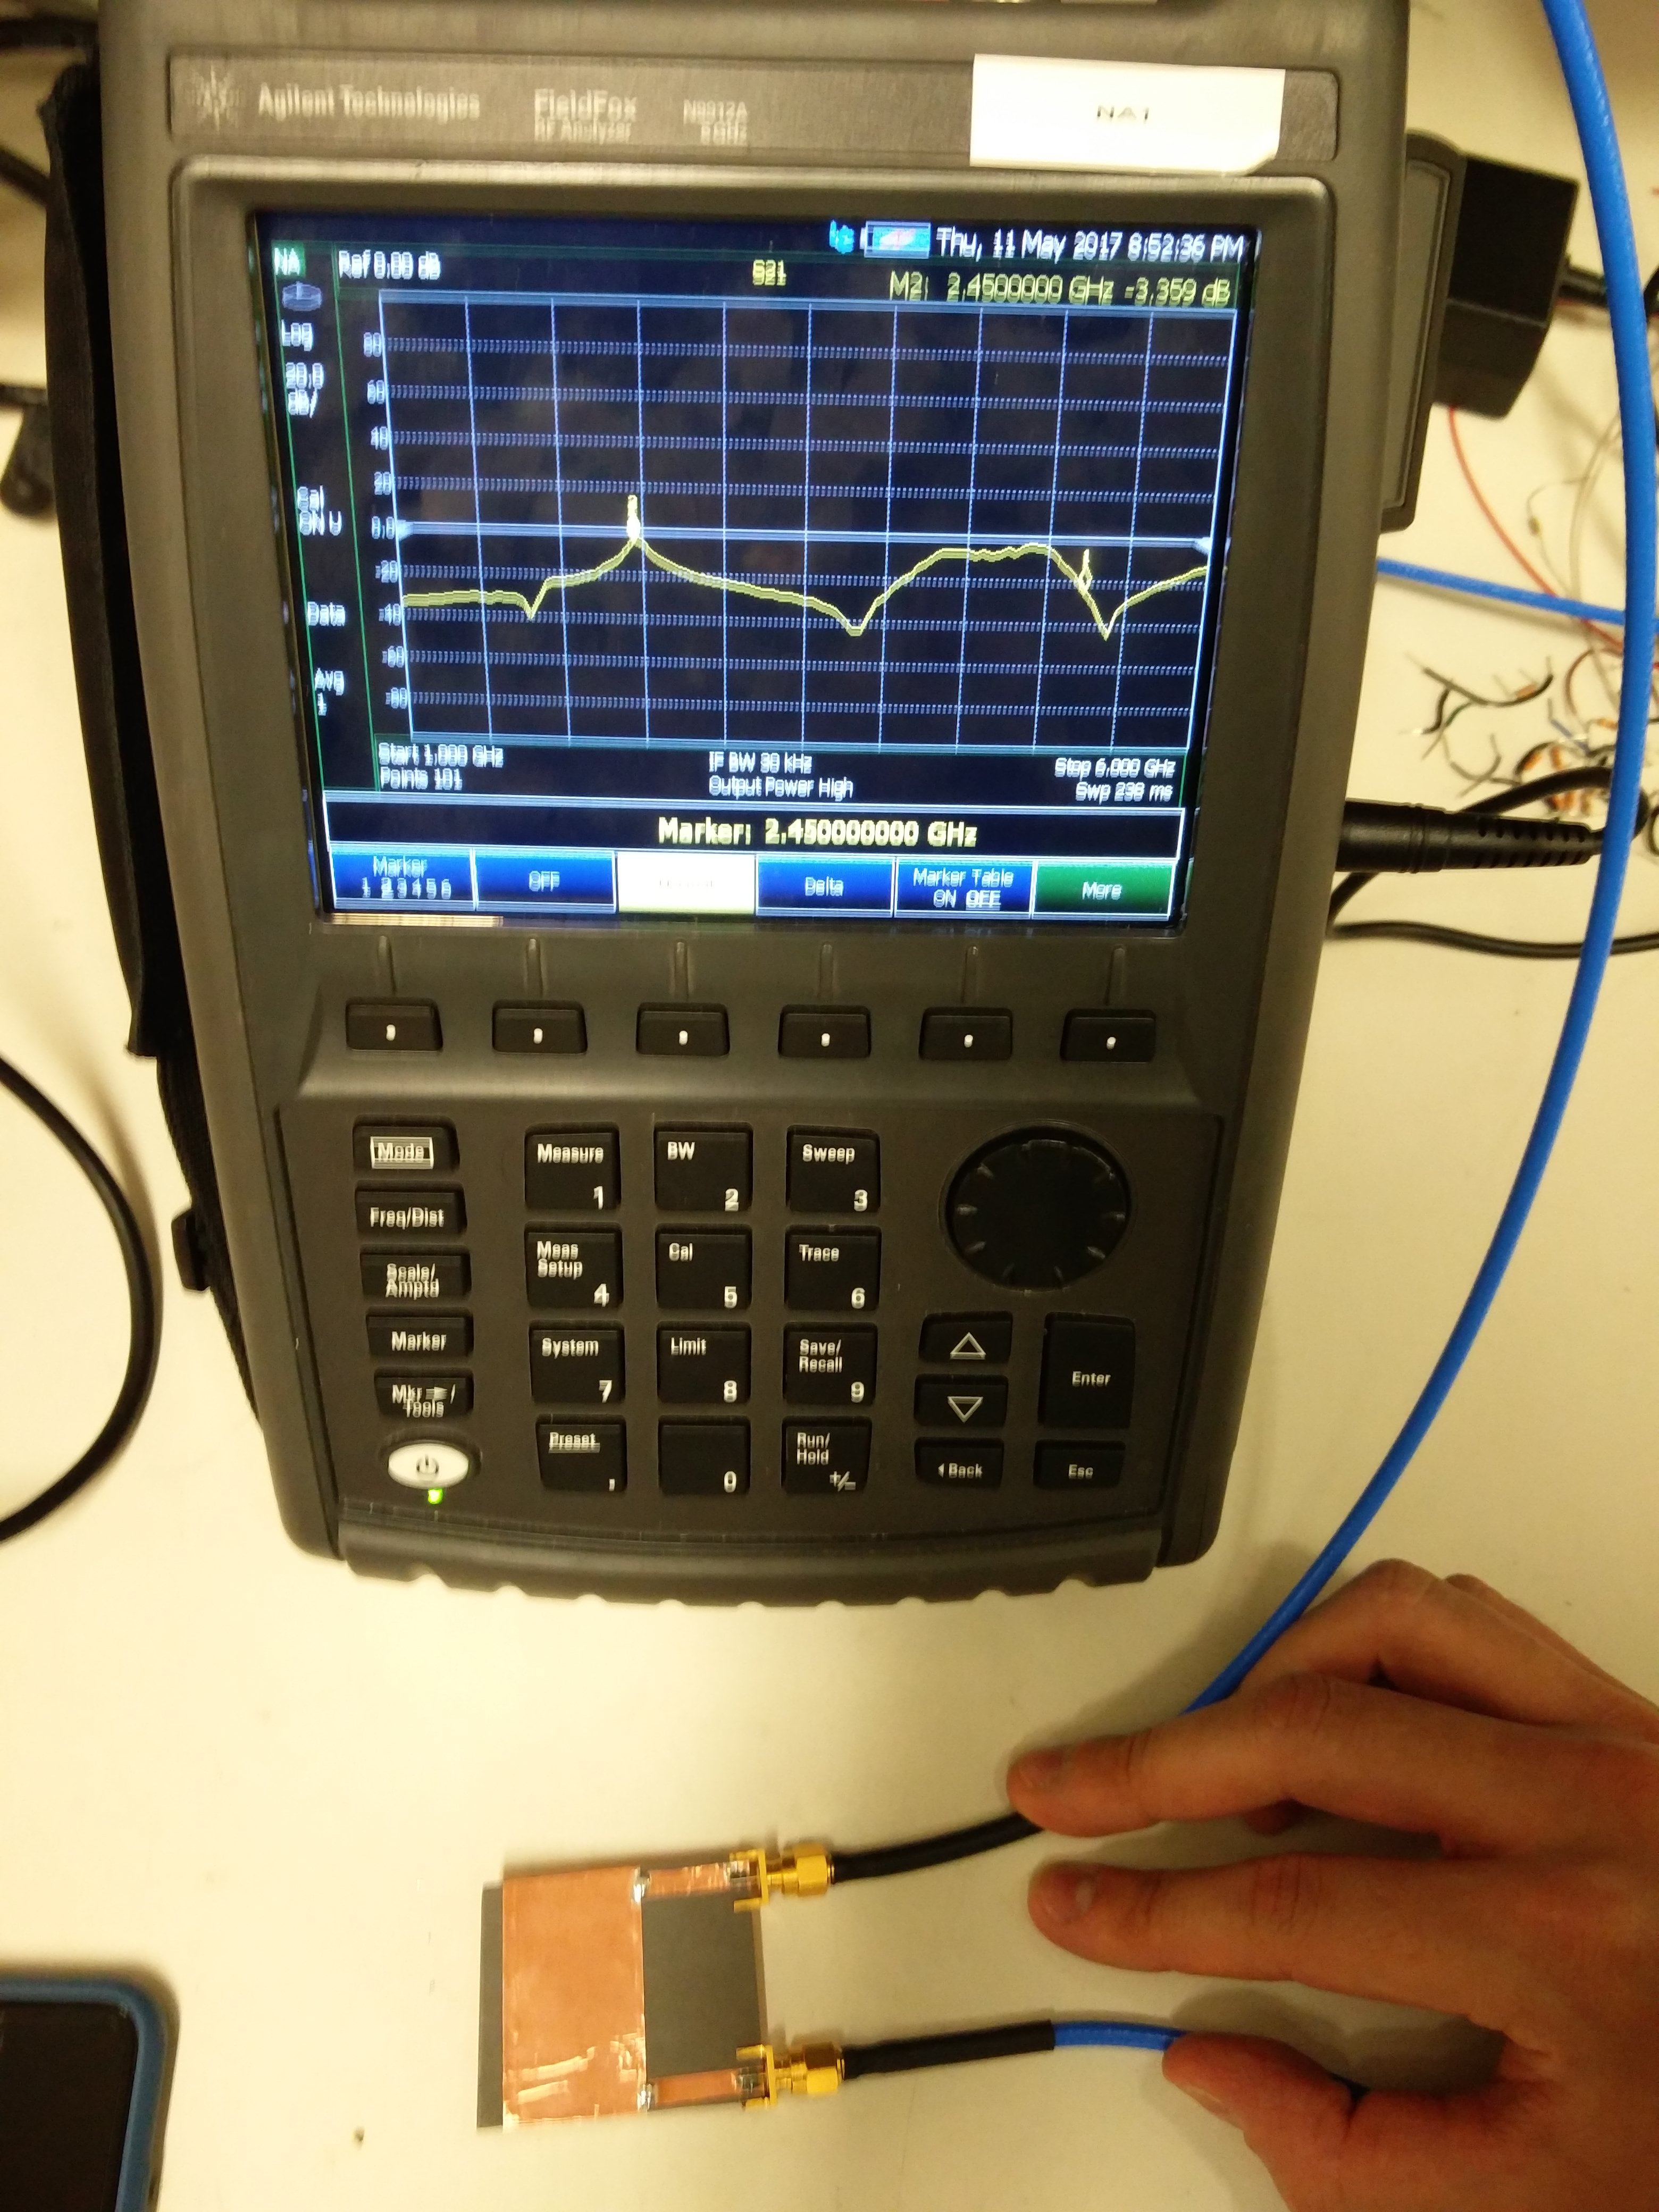 Agilent Technologies FieldFox N9912A NA1
RF Analyzer 6 GHz
Thu, 11 May 2017 8:52:36 PM
NA Ref 0.00 dB S21
M2: 2.4500000 GHz -3.359 dB
Log
20.0
dB/
Cal
ON U
Data
Avg
1
80
60
40
20
0.0
-20
-40
-60
-80
2
Start 1.000 GHz IF BW 30 kHz Stop 6.000 GHz
Points 101 Output Power High Swp 238 ms
Marker: 2.450000000 GHz
Marker
1 2 3 4 5 6
OFF
Delta
Marker Table
ON OFF
More
Mode
Freq/Dist
Scale/
Amptd
Marker
Mkr →/
Tools
Measure
1
BW
2
Sweep
3
Meas
Setup
4
Cal
5
Trace
6
System
7
Limit
8
Save/
Recall
9
Preset
.
0
Run/
Hold
+/-
Enter
Back
Esc